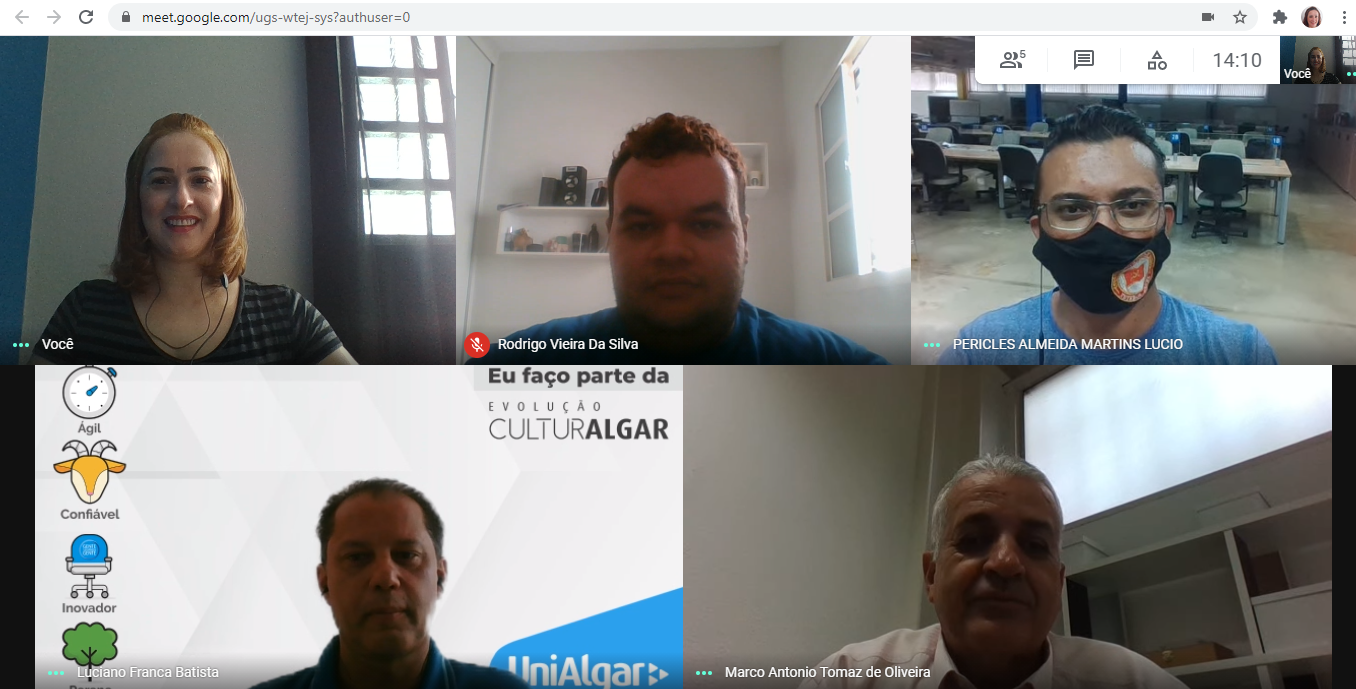 meet.google.com/ugs-wtej-sys?authuser=0
5
14:10
Você
Você
Rodrigo Vieira Da Silva
PERICLES ALMEIDA MARTINS LUCIO
Eu faço parte da
EVOLUÇÃO
CULTURALGAR
Ágil
Confiável
Inovador
Luciano Franca Batista
UniAlgar
Marco Antonio Tomaz de Oliveira